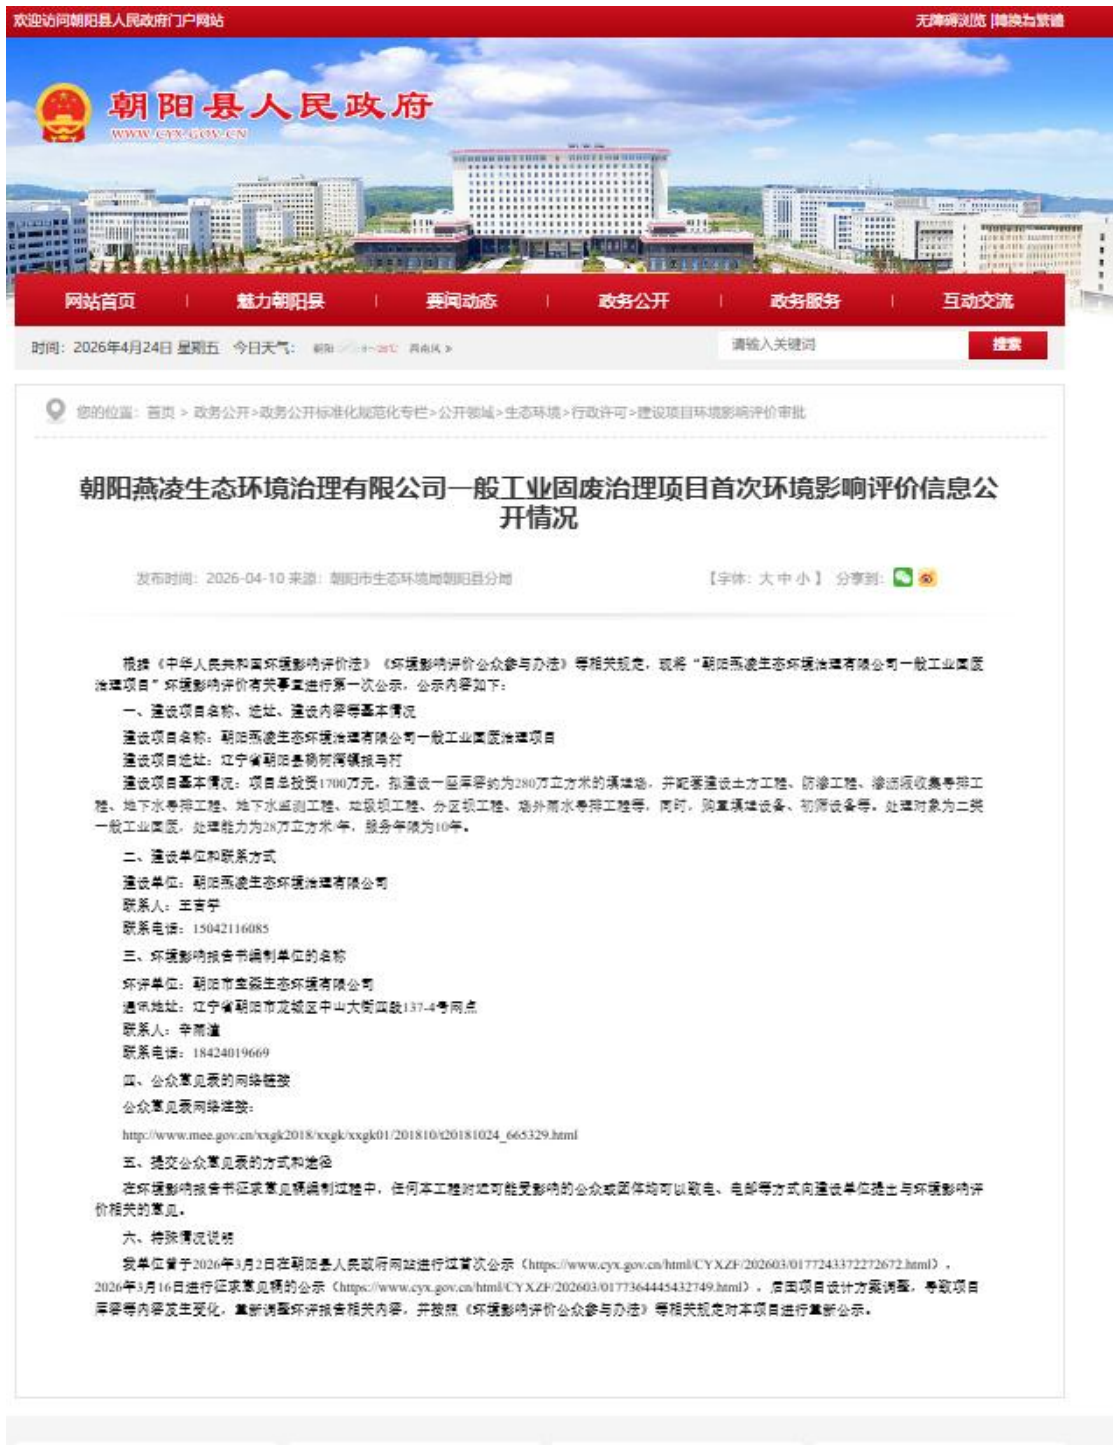 欢迎访问朝阳县人民政府门户网站
无障碍浏览 |轉換為繁體
朝阳县人民政府
WWW.CYX.GOV.CN
网站首页 | 魅力朝阳县 | 要闻动态 | 政务公开 | 政务服务 | 互动交流
时间：2026年4月24日 星期五 今日天气： 朝阳
请输入关键词 搜索
您的位置：首页 > 政务公开>政务公开标准化规范化专栏>公开领域>生态环境>行政许可>建设项目环境影响评价审批
朝阳燕凌生态环境治理有限公司一般工业固废治理项目首次环境影响评价信息公
开情况
发布时间：2026-04-10 来源：朝阳市生态环境局朝阳县分局
【字体：大 中 小 】 分享到：
根据《中华人民共和国环境影响评价法》《环境影响评价公众参与办法》等相关规定，现将“朝阳燕凌生态环境治理有限公司一般工业固废
治理项目”环境影响评价有关事宜进行第一次公示，公示内容如下：
一、建设项目名称、选址、建设内容等基本情况
建设项目名称：朝阳燕凌生态环境治理有限公司一般工业固废治理项目
建设项目选址：辽宁省朝阳县杨树湾镇报马村
建设项目基本情况：项目总投资1700万元，拟建设一座库容约为280万立方米的填埋场，并配套建设土方工程、防渗工程、渗沥液收集导排工
程、地下水导排工程、地下水监测工程、垃圾坝工程、分区坝工程、场外雨水导排工程等，同时，购置填埋设备、初筛设备等。处理对象为二类
一般工业固废，处理能力为28万立方米/年，服务年限为10年。
二、建设单位和联系方式
建设单位：朝阳燕凌生态环境治理有限公司
联系人：王吉学
联系电话：15042116085
三、环境影响报告书编制单位的名称
环评单位：朝阳市宝淼生态环境有限公司
通讯地址：辽宁省朝阳市龙城区中山大街四段137-4号网点
联系人：辛雨
联系电话：18424019669
四、公众意见表的网络链接
公众意见表网络连接：
http://www.mee.gov.cn/xxgk2018/xxgk/xxgk01/201810/t20181024_665329.html
五、提交公众意见表的方式和途径
在环境影响报告书征求意见稿编制过程中，任何本工程附近可能受影响的公众或团体均可以致电、电邮等方式向建设单位提出与环境影响评
价相关的意见。
六、特殊情况说明
我单位曾于2026年3月2日在朝阳县人民政府网站进行过首次公示（https://www.cyx.gov.cn/html/CYXZF/202603/0177243372272672.html），
2026年3月16日进行征求意见稿的公示（https://www.cyx.gov.cn/html/CYXZF/202603/0177364445432749.html），后因项目设计方案调整，导致项目
库容等内容发生变化，重新调整环评报告相关内容，并按照《环境影响评价公众参与办法》等相关规定对本项目进行重新公示。